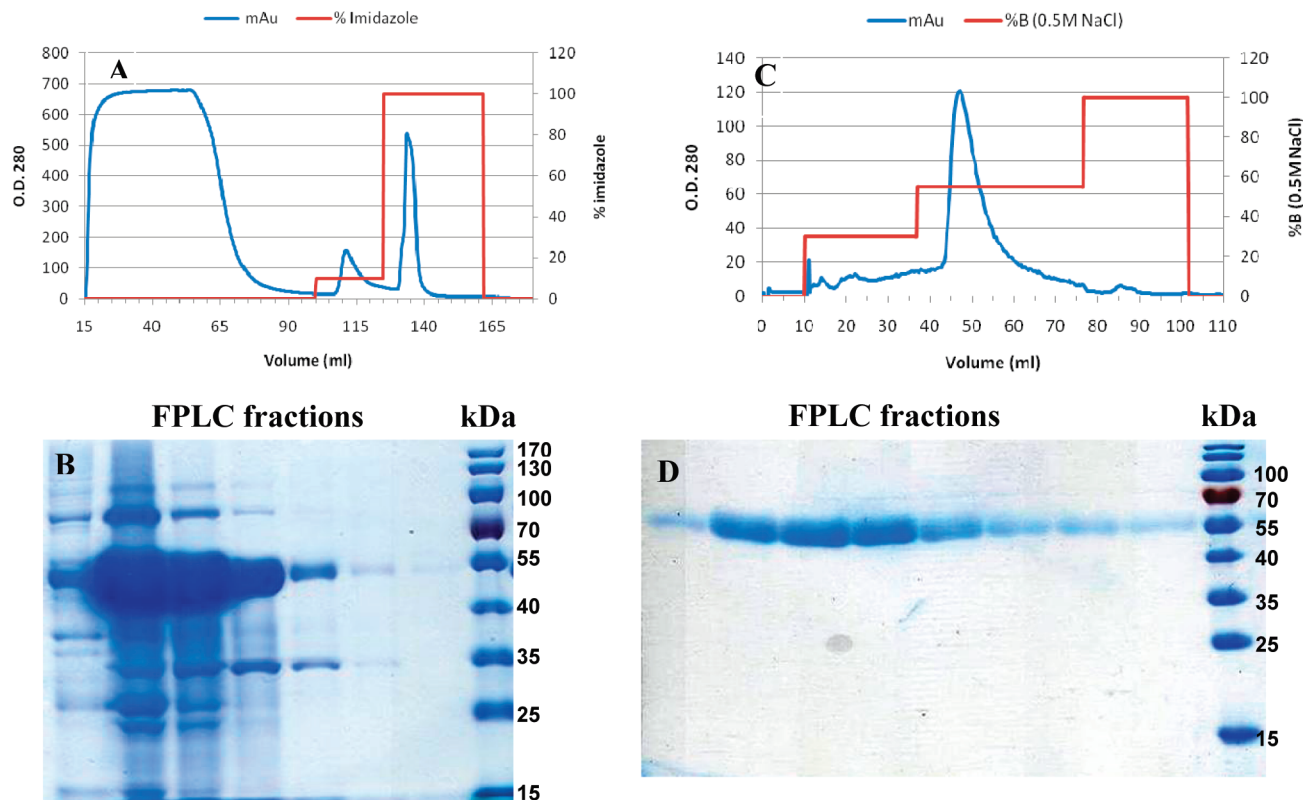 mAu % Imidazole
A
O.D. 280
800
700
600
500
400
300
200
100
0
120
100
80
60
40
20
0
% imidazole
15 40 65 90 115 140 165
Volume (ml)
mAu %B (0.5M NaCl)
C
O.D. 280
140
120
100
80
60
40
20
0
120
100
80
60
40
20
0
%B (0.5M NaCl)
0 10 20 30 40 50 60 70 80 90 100 110
Volume (ml)
FPLC fractions kDa
B
170
130
100
70
55
40
35
25
15
FPLC fractions kDa
D
100
70
55
40
35
25
15